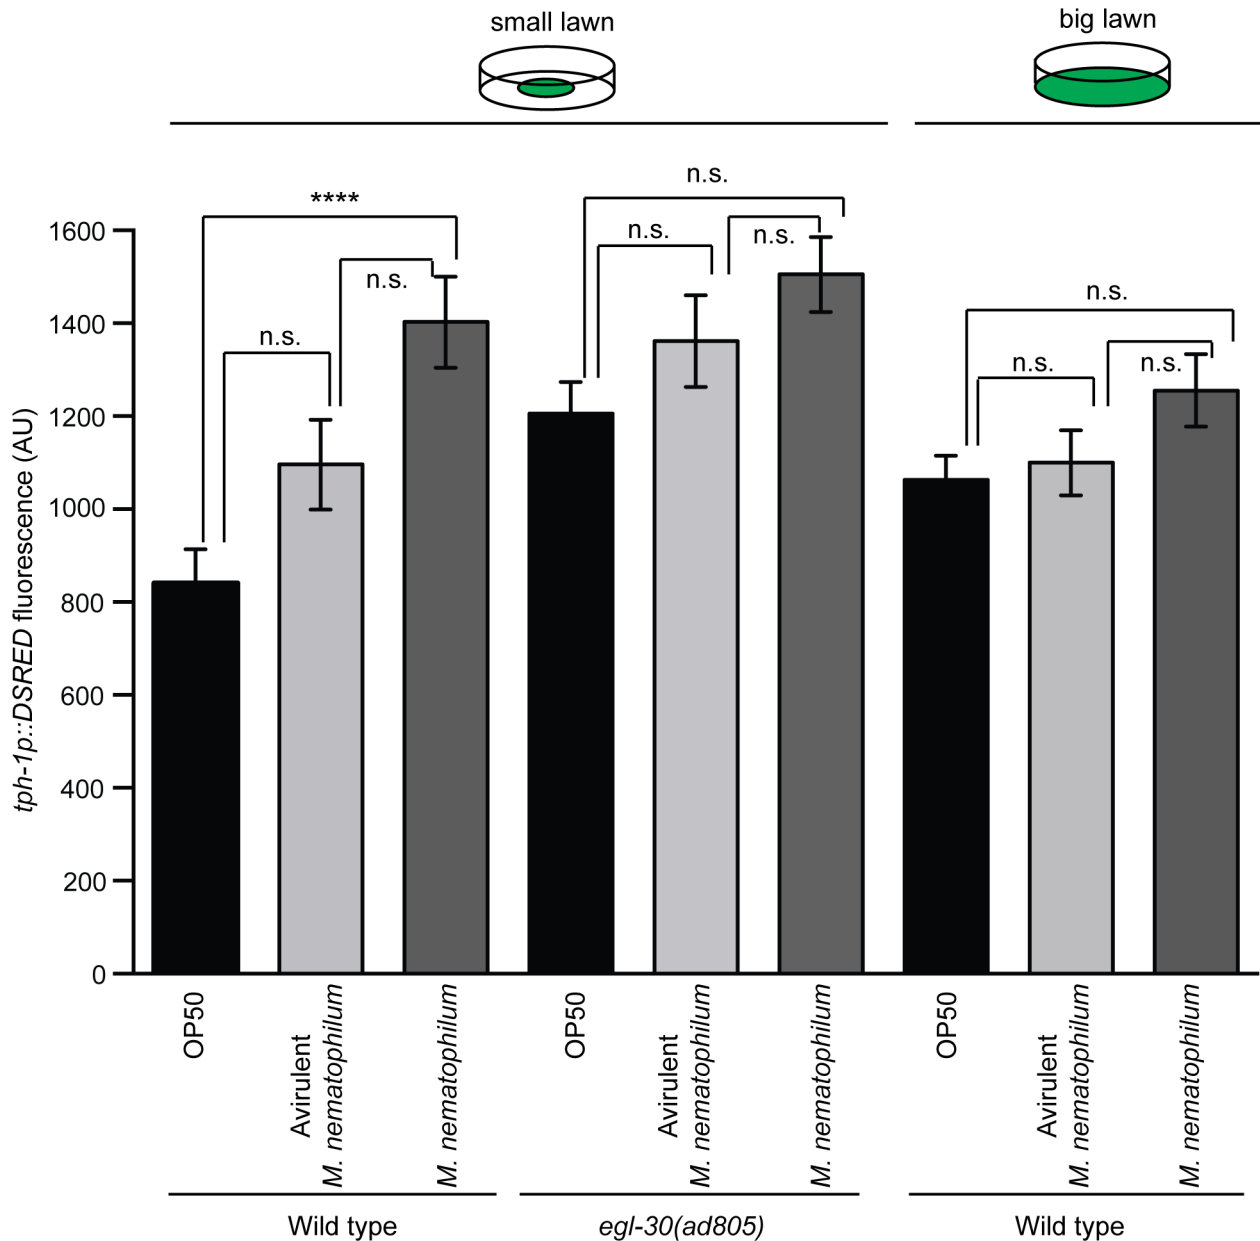 small lawn
big lawn
n.s.
****
n.s.
n.s.
n.s.
n.s.
n.s.
n.s.
n.s.
n.s.
1600
1400
1200
1000
800
600
400
200
0
tph-1p::DSRED fluorescence (AU)
OP50
Avirulent
M. nematophilum
M. nematophilum
OP50
Avirulent
M. nematophilum
M. nematophilum
OP50
Avirulent
M. nematophilum
M. nematophilum
Wild type
egl-30(ad805)
Wild type